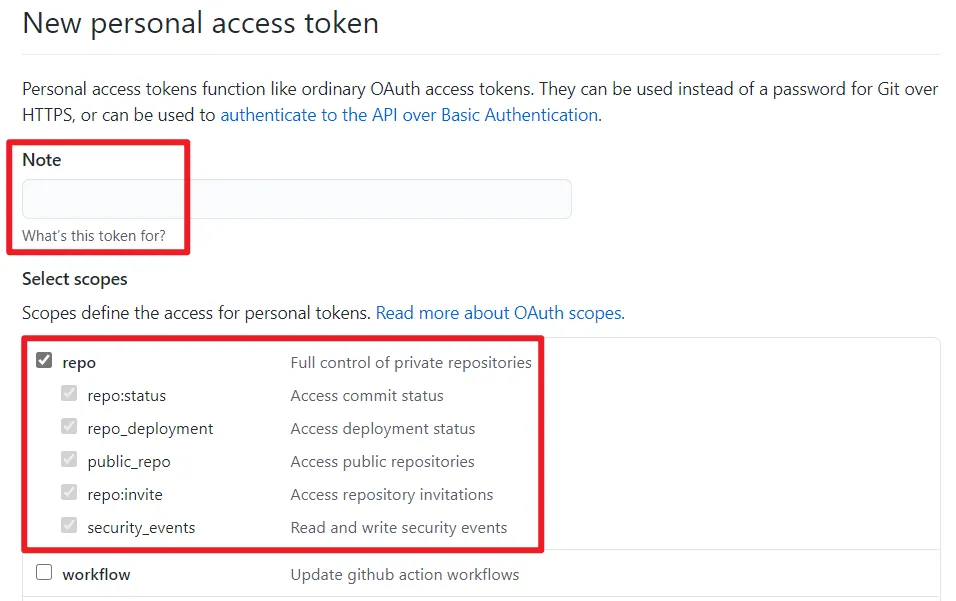 New personal access token
Personal access tokens function like ordinary OAuth access tokens. They can be used instead of a password for Git over
HTTPS, or can be used to authenticate to the API over Basic Authentication.
Note
What's this token for?
Select scopes
Scopes define the access for personal tokens. Read more about OAuth scopes.
repo Full control of private repositories
repo:status Access commit status
repo_deployment Access deployment status
public_repo Access public repositories
repo:invite Access repository invitations
security_events Read and write security events
workflow Update github action workflows